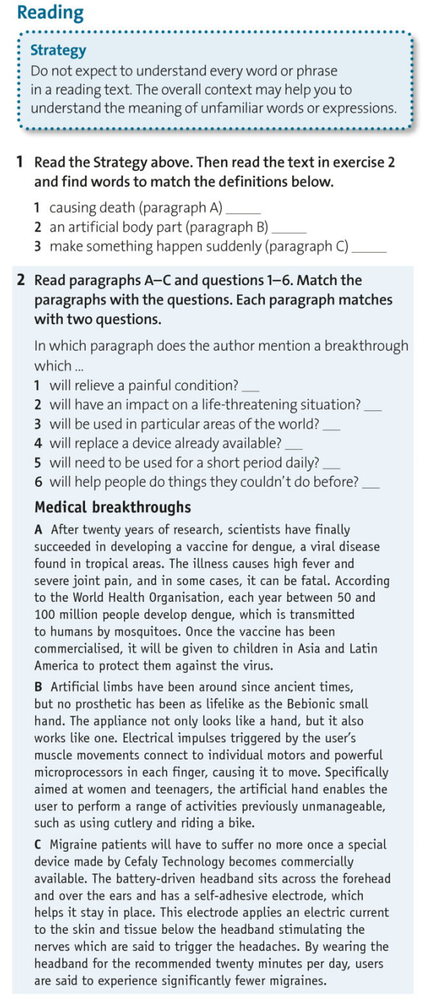 Reading
Strategy
Do not expect to understand every word or phrase
in a reading text. The overall context may help you to
understand the meaning of unfamiliar words or expressions.
1 Read the Strategy above. Then read the text in exercise 2
and find words to match the definitions below.
1 causing death (paragraph A) _____
2 an artificial body part (paragraph B) _____
3 make something happen suddenly (paragraph C) _____
2 Read paragraphs A–C and questions 1–6. Match the
paragraphs with the questions. Each paragraph matches
with two questions.
In which paragraph does the author mention a breakthrough
which ...
1 will relieve a painful condition? __
2 will have an impact on a life-threatening situation? __
3 will be used in particular areas of the world? __
4 will replace a device already available? __
5 will need to be used for a short period daily? __
6 will help people do things they couldn't do before? __
Medical breakthroughs
A After twenty years of research, scientists have finally
succeeded in developing a vaccine for dengue, a viral disease
found in tropical areas. The illness causes high fever and
severe joint pain, and in some cases, it can be fatal. According
to the World Health Organisation, each year between 50 and
100 million people develop dengue, which is transmitted
to humans by mosquitoes. Once the vaccine has been
commercialised, it will be given to children in Asia and Latin
America to protect them against the virus.
B Artificial limbs have been around since ancient times,
but no prosthetic has been as lifelike as the Bebionic small
hand. The appliance not only looks like a hand, but it also
works like one. Electrical impulses triggered by the user's
muscle movements connect to individual motors and powerful
microprocessors in each finger, causing it to move. Specifically
aimed at women and teenagers, the artificial hand enables the
user to perform a range of activities previously unmanageable,
such as using cutlery and riding a bike.
C Migraine patients will have to suffer no more once a special
device made by Cefaly Technology becomes commercially
available. The battery-driven headband sits across the forehead
and over the ears and has a self-adhesive electrode, which
helps it stay in place. This electrode applies an electric current
to the skin and tissue below the headband stimulating the
nerves which are said to trigger the headaches. By wearing the
headband for the recommended twenty minutes per day, users
are said to experience significantly fewer migraines.